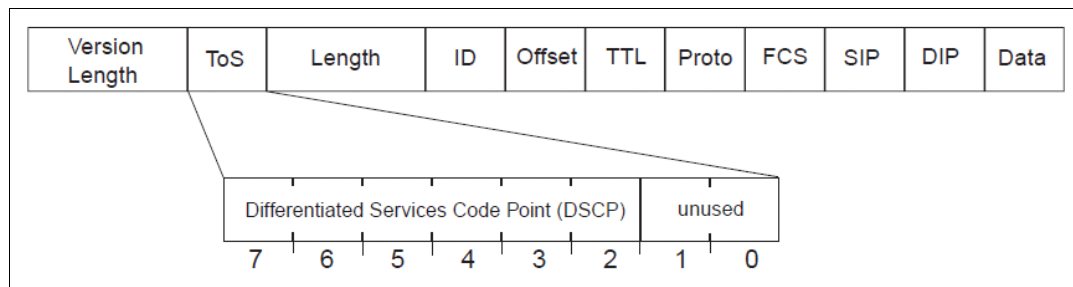 Version Length ToS Length ID Offset TTL Proto FCS SIP DIP Data
Differentiated Services Code Point (DSCP) unused
7 6 5 4 3 2 1 0